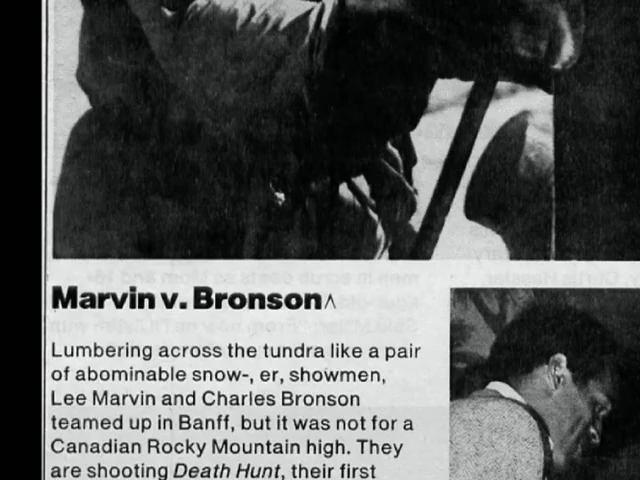 Marvin v. Bronson^
Lumbering across the tundra like a pair
of abominable snow-, er, showmen,
Lee Marvin and Charles Bronson
teamed up in Banff, but it was not for a
Canadian Rocky Mountain high. They
are shooting Death Hunt, their first